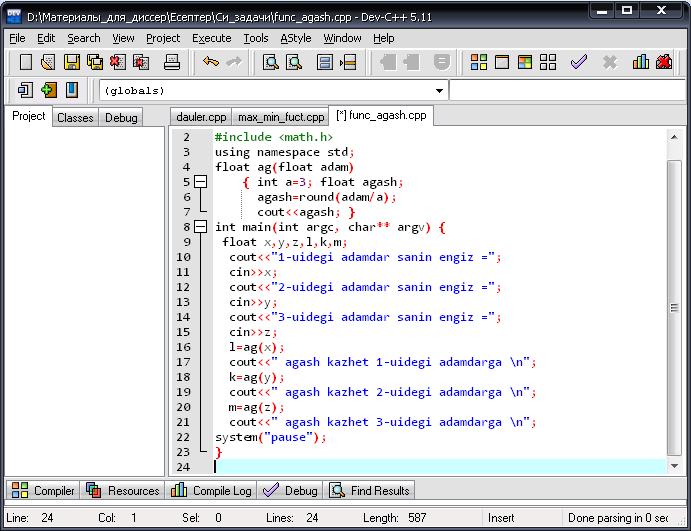 D:\Материалы_для_диссер\Есептер\Си_задачи\func_agash.cpp - Dev-C++ 5.11
File Edit Search View Project Execute Tools AStyle Window Help
(globals)
Project Classes Debug
dauler.cpp max_min_fuct.cpp [*] func_agash.cpp
2 #include <math.h>
3 using namespace std;
4 float ag(float adam)
5 { int a=3; float agash;
6 agash=round(adam/a);
7 cout<<agash; }
8 int main(int argc, char** argv) {
9 float x,y,z,l,k,m;
10 cout<<"1-uidegi adamdar sanin engiz =";
11 cin>>x;
12 cout<<"2-uidegi adamdar sanin engiz =";
13 cin>>y;
14 cout<<"3-uidegi adamdar sanin engiz =";
15 cin>>z;
16 l=ag(x);
17 cout<<" agash kazhet 1-uidegi adamdarga \n";
18 k=ag(y);
19 cout<<" agash kazhet 2-uidegi adamdarga \n";
20 m=ag(z);
21 cout<<" agash kazhet 3-uidegi adamdarga \n";
22 system("pause");
23 }
24
Compiler Resources Compile Log Debug Find Results
Line: 24 Col: 1 Sel: 0 Lines: 24 Length: 587 Insert Done parsing in 0 sec